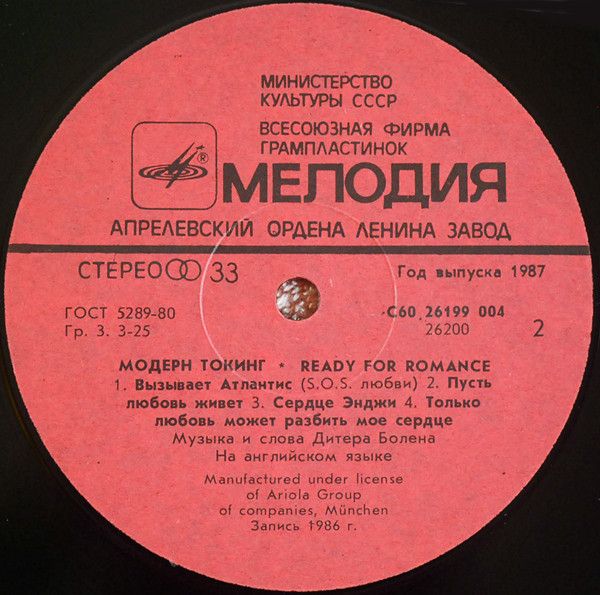 МИНИСТЕРСТВО
КУЛЬТУРЫ СССР
ВСЕСОЮЗНАЯ ФИРМА
ГРАМПЛАСТИНОК
®
МЕЛОДИЯ
АПРЕЛЕВСКИЙ ОРДЕНА ЛЕНИНА ЗАВОД
СТЕРЕО 33
Год выпуска 1987
ГОСТ 5289-80
С60 26199 004
Гр. 3. 3-25
26200
2
МОДЕРН ТОКИНГ * READY FOR ROMANCE
1. Вызывает Атлантис (S.O.S. любви) 2. Пусть
любовь живет 3. Сердце Энджи 4. Только
любовь может разбить мое сердце
Музыка и слова Дитера Болена
На английском языке
Manufactured under license
of Ariola Group
of companies, München
Запись 1986 г.